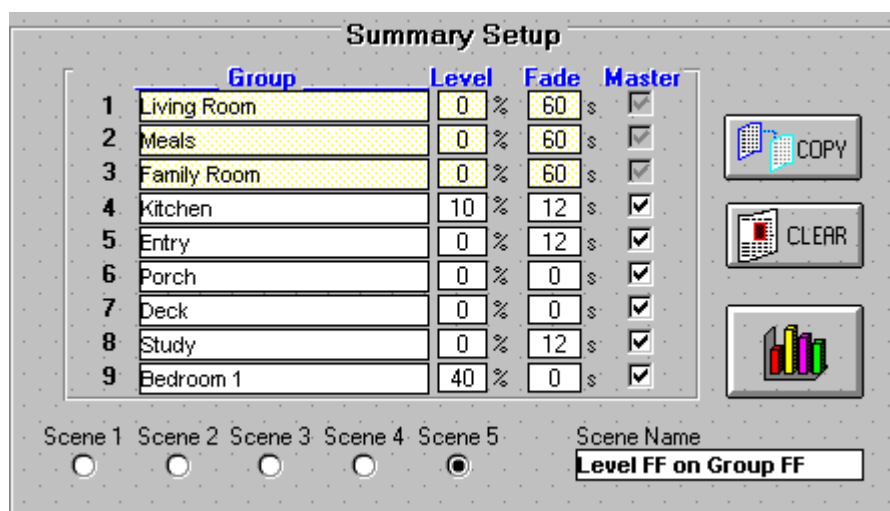 Summary Setup
Group Level Fade Master
1 Living Room 0 % 60 s
2 Meals 0 % 60 s
3 Family Room 0 % 60 s
4 Kitchen 10 % 12 s
5 Entry 0 % 12 s
6 Porch 0 % 0 s
7 Deck 0 % 0 s
8 Study 0 % 12 s
9 Bedroom 1 40 % 0 s
COPY
CLEAR
Scene 1 Scene 2 Scene 3 Scene 4 Scene 5
Scene Name
Level FF on Group FF